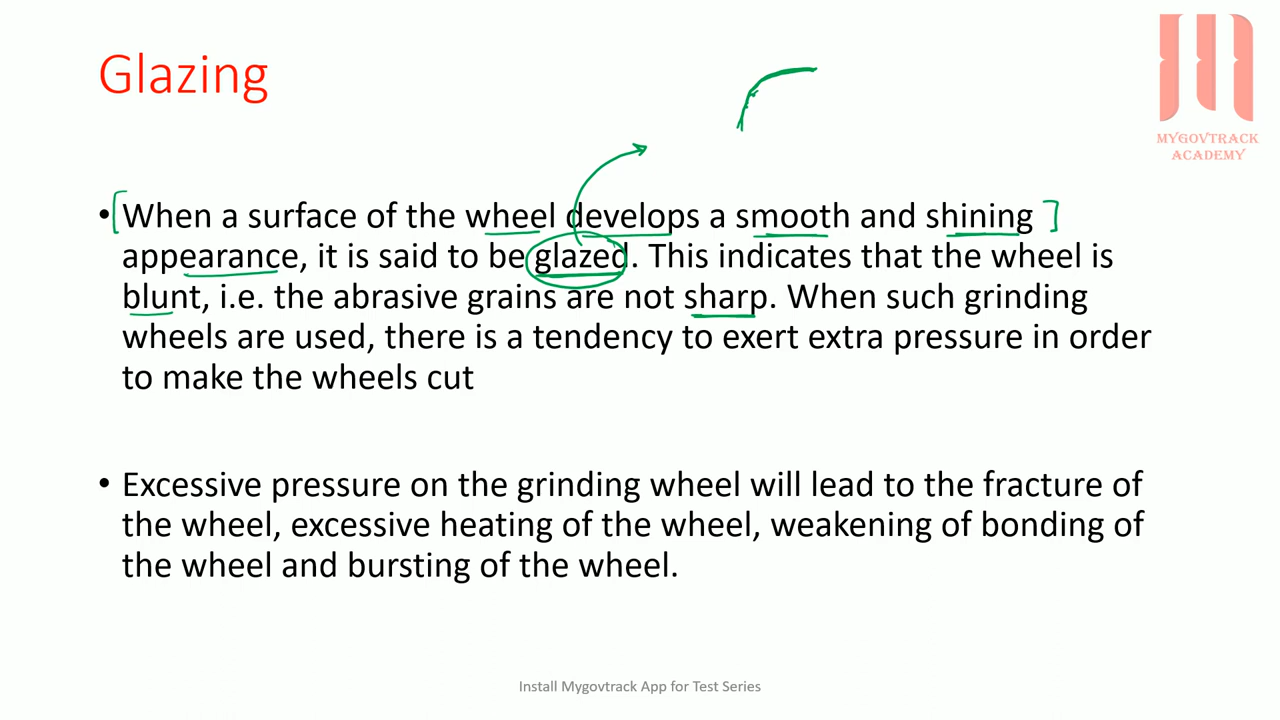 Glazing
MYGOVTRACK
ACADEMY
• When a surface of the wheel develops a smooth and shining
appearance, it is said to be glazed. This indicates that the wheel is
blunt, i.e. the abrasive grains are not sharp. When such grinding
wheels are used, there is a tendency to exert extra pressure in order
to make the wheels cut
• Excessive pressure on the grinding wheel will lead to the fracture of
the wheel, excessive heating of the wheel, weakening of bonding of
the wheel and bursting of the wheel.
Install Mygovtrack App for Test Series